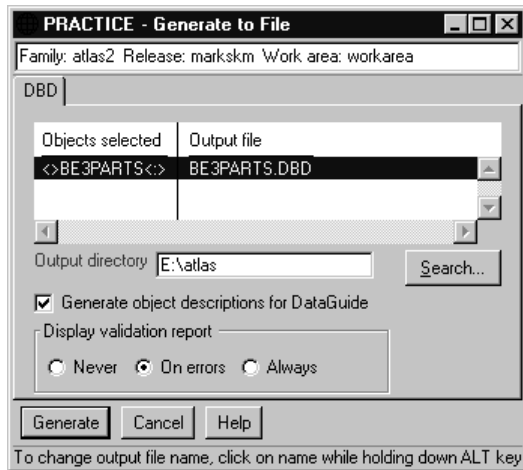 PRACTICE - Generate to File
Family: atlas2 Release: markskm Work area: workarea
DBD
Objects selected Output file
<>BE3PARTS<:> BE3PARTS.DBD
Output directory E:\atlas Search...
Generate object descriptions for DataGuide
Display validation report
Never On errors Always
Generate Cancel Help
To change output file name, click on name while holding down ALT key